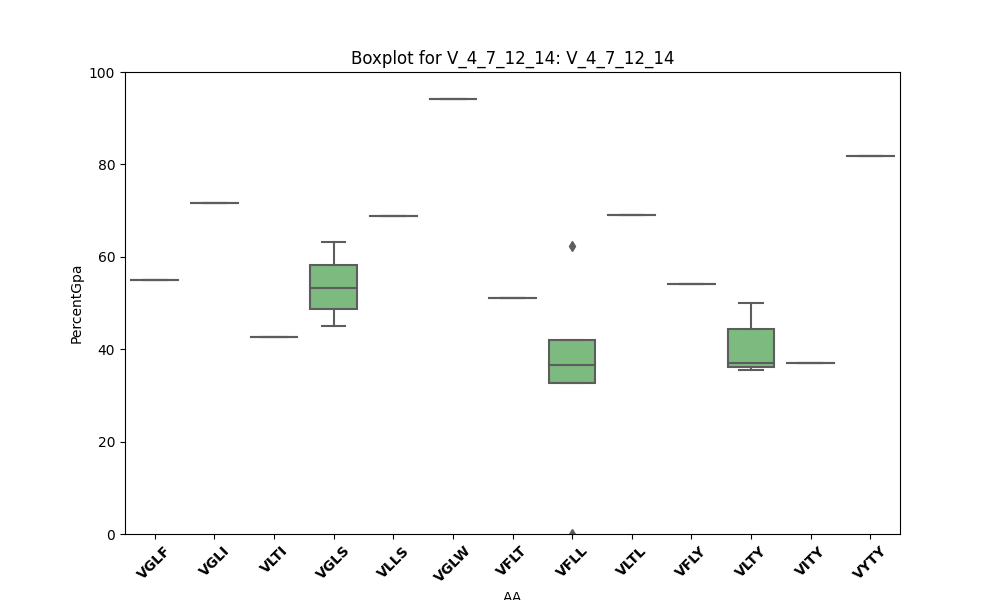 Boxplot for V_4_7_12_14: V_4_7_12_14
PercentGpa
100
80
60
40
20
0
VGLF
VGLI
VLTI
VGLS
VLLS
VGLW
VFLT
VFLL
VLTL
VFLY
VLTY
VITY
VYTY
AA